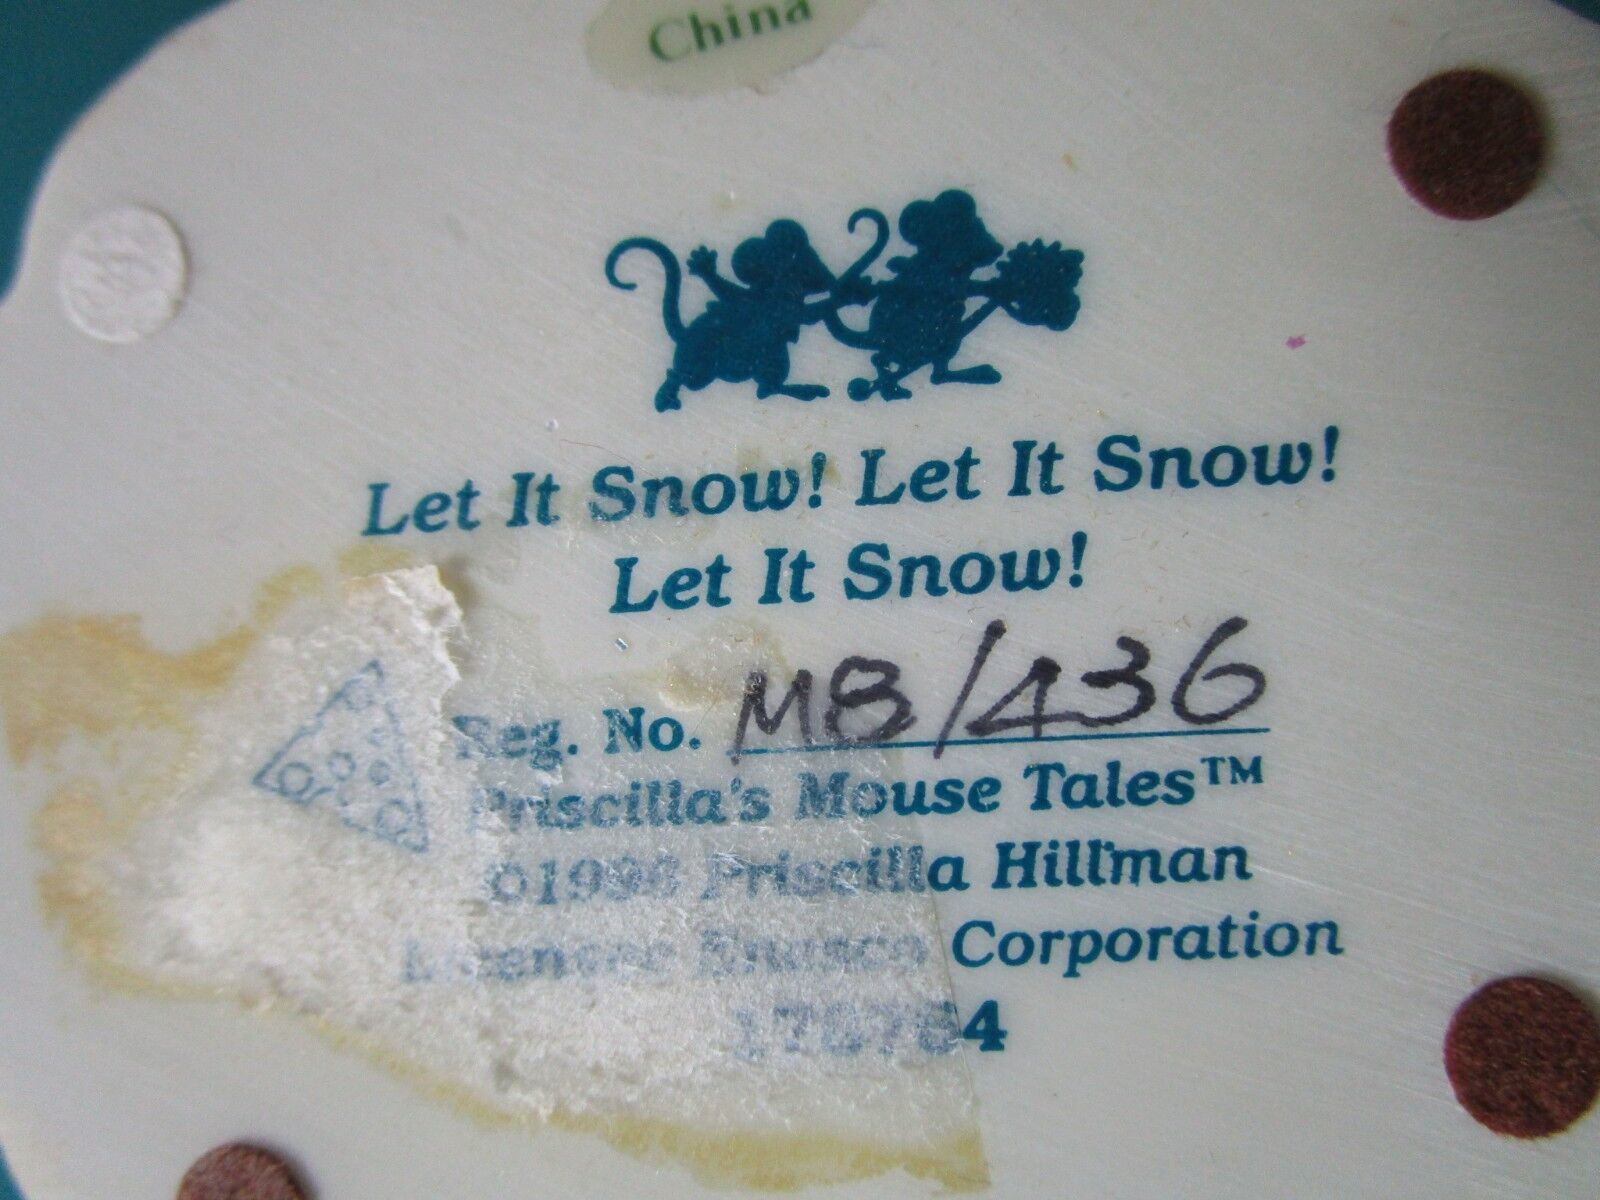 China
Let It Snow! Let It Snow!
Let It Snow!
Reg. No. M8/436
Priscilla's Mouse Tales™
Priscilla Hillman
Corporation